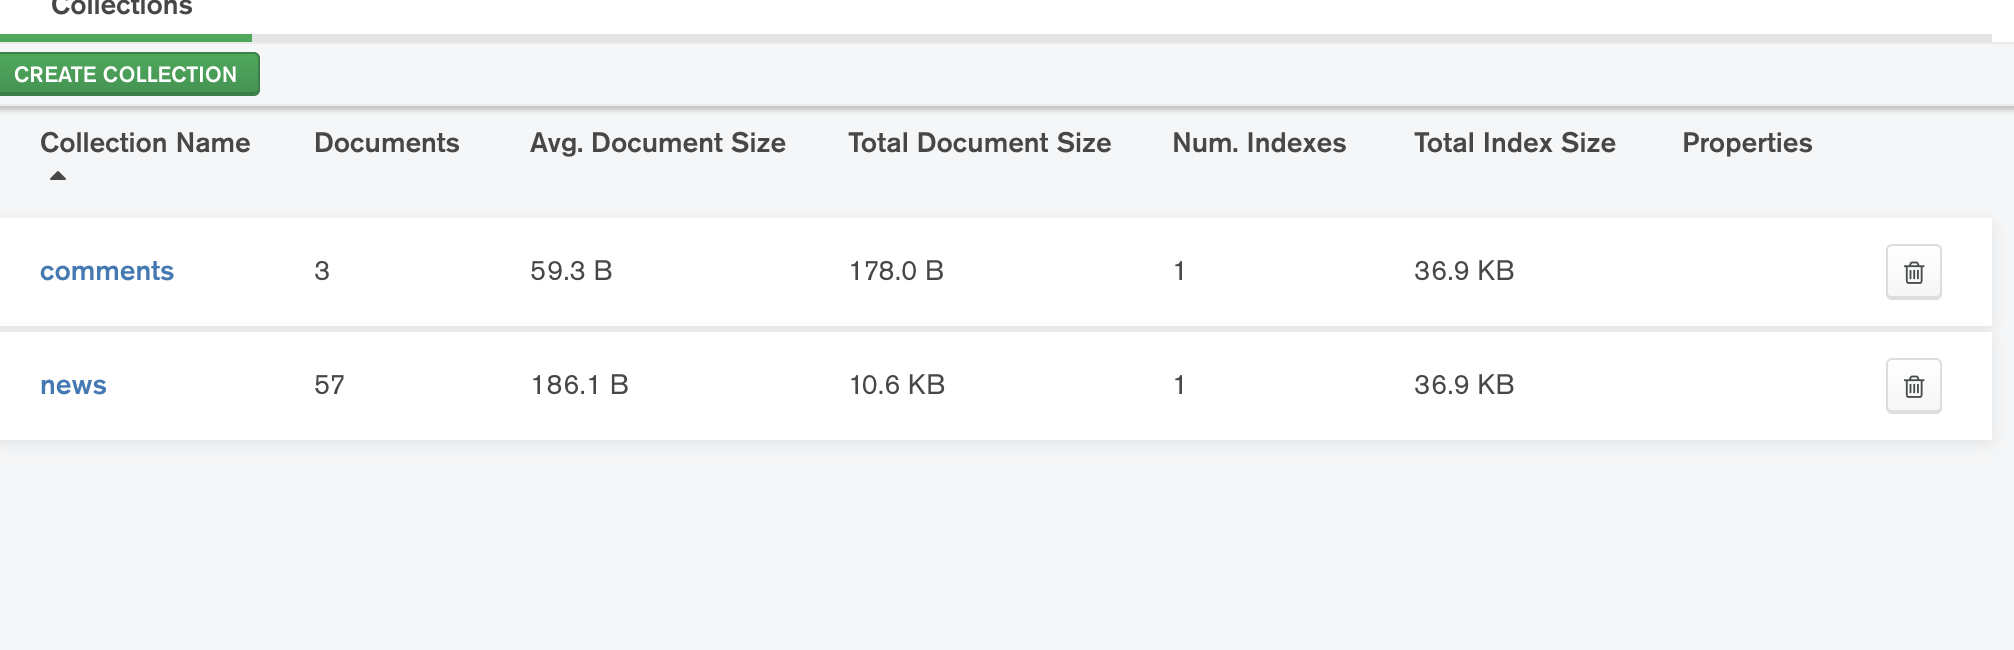 Collections
CREATE COLLECTION
Collection Name Documents Avg. Document Size Total Document Size Num. Indexes Total Index Size Properties
comments 3 59.3 B 178.0 B 1 36.9 KB
news 57 186.1 B 10.6 KB 1 36.9 KB